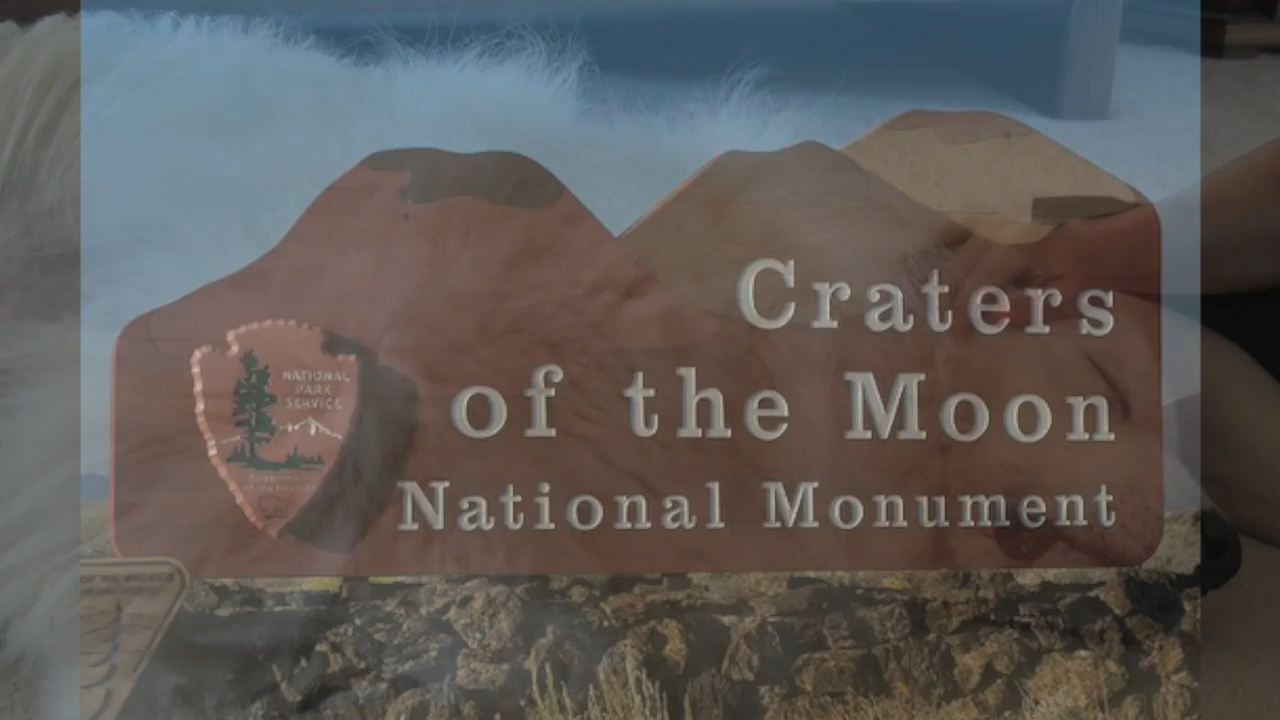 Craters
of the Moon
National Monument
NATIONAL
PARK
SERVICE